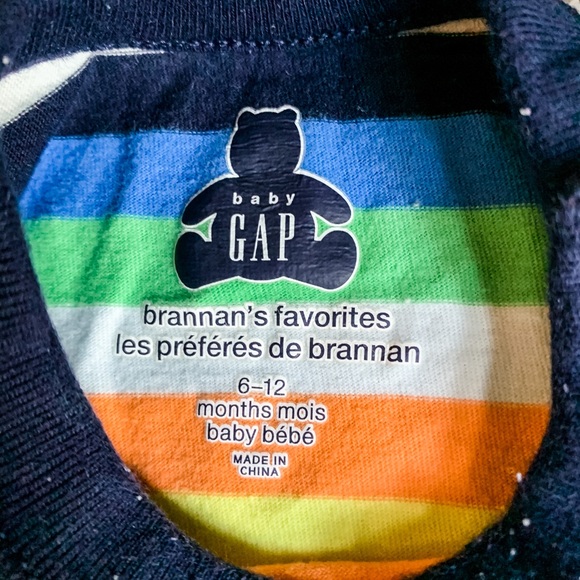 baby
GAP
brannan's favorites
les préférés de brannan
6–12
months mois
baby bébé
MADE IN
CHINA